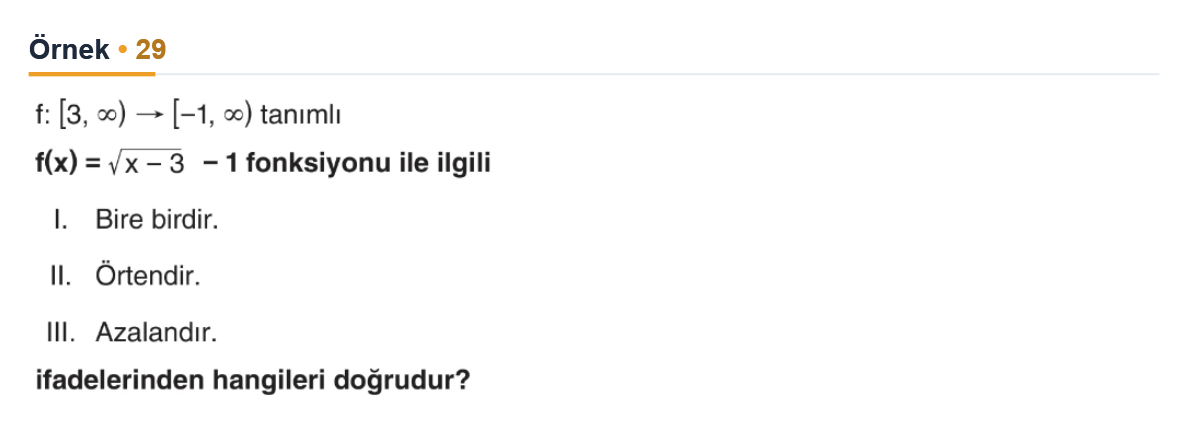 Örnek • 29
f: [3, ∞) → [–1, ∞) tanımlı
f(x) = √x – 3 – 1 fonksiyonu ile ilgili
I. Bire birdir.
II. Örtendir.
III. Azalandır.
ifadelerinden hangileri doğrudur?